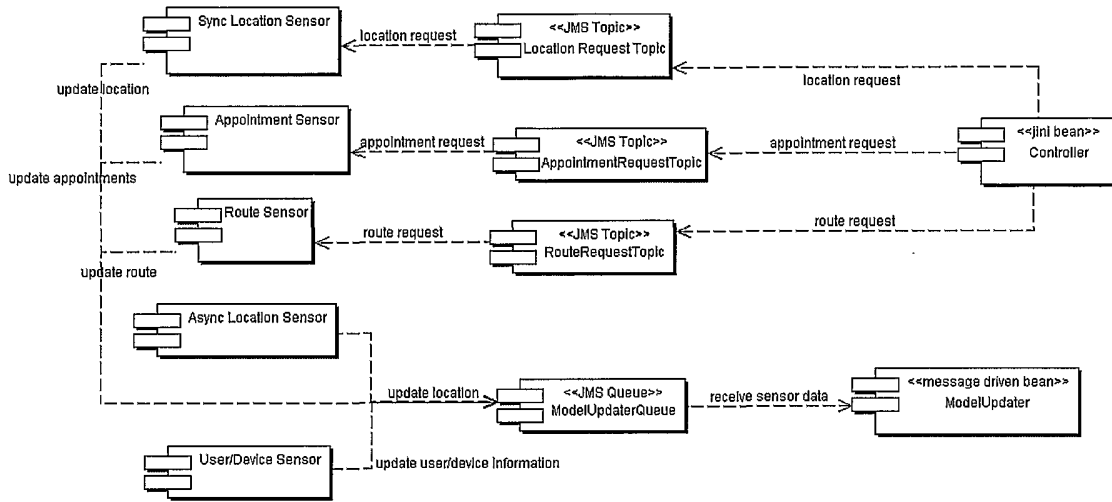 Sync Location Sensor
<<JMS Topic>>
Location Request Topic
location request
location request
update location
Appointment Sensor
appointment request
<<JMS Topic>>
AppointmentRequestTopic
appointment request
<<jini bean>>
Controller
update appointments
Route Sensor
route request
<<JMS Topic>>
RouteRequestTopic
route request
update route
Async Location Sensor
update location
<<JMS Queue>>
ModelUpdaterQueue
receive sensor data
<<message driven bean>>
ModelUpdater
User/Device Sensor
update user/device information